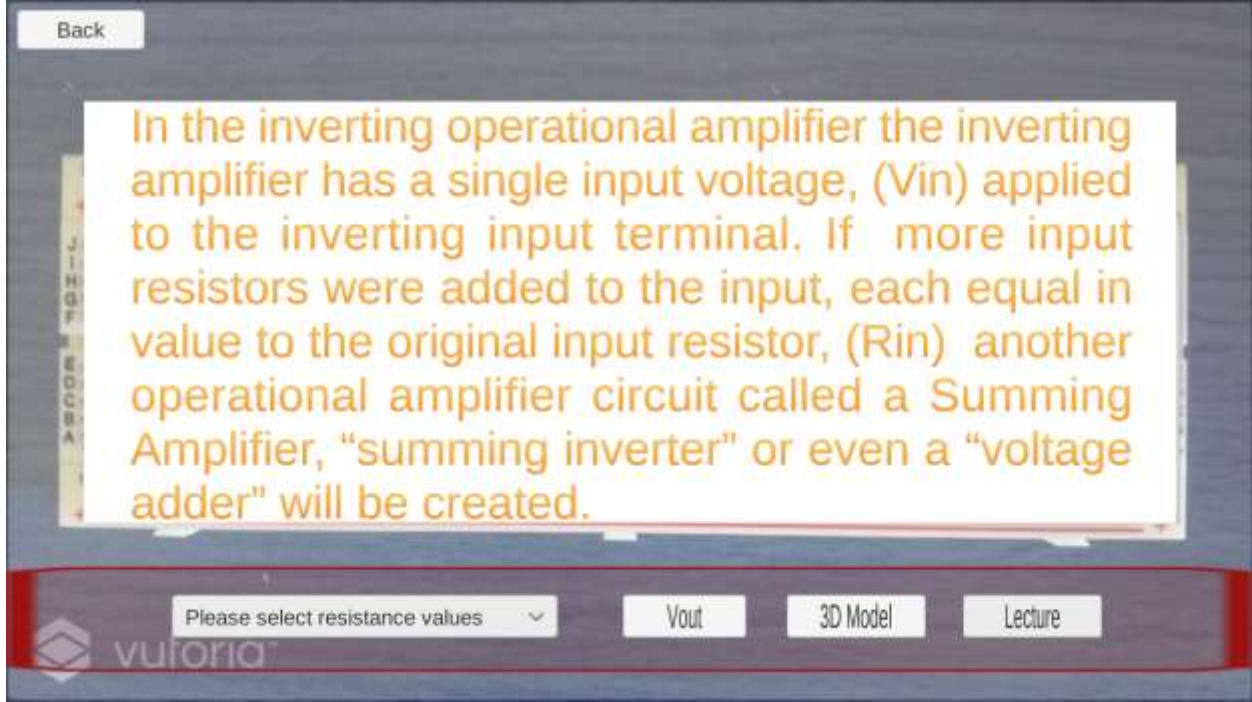 Back
In the inverting operational amplifier the inverting
amplifier has a single input voltage, (Vin) applied
to the inverting input terminal. If more input
resistors were added to the input, each equal in
value to the original input resistor, (Rin) another
operational amplifier circuit called a Summing
Amplifier, “summing inverter” or even a “voltage
adder” will be created.
J
I
H
G
F
E
D
C
B
A
Please select resistance values
Vout
3D Model
Lecture
vuforia